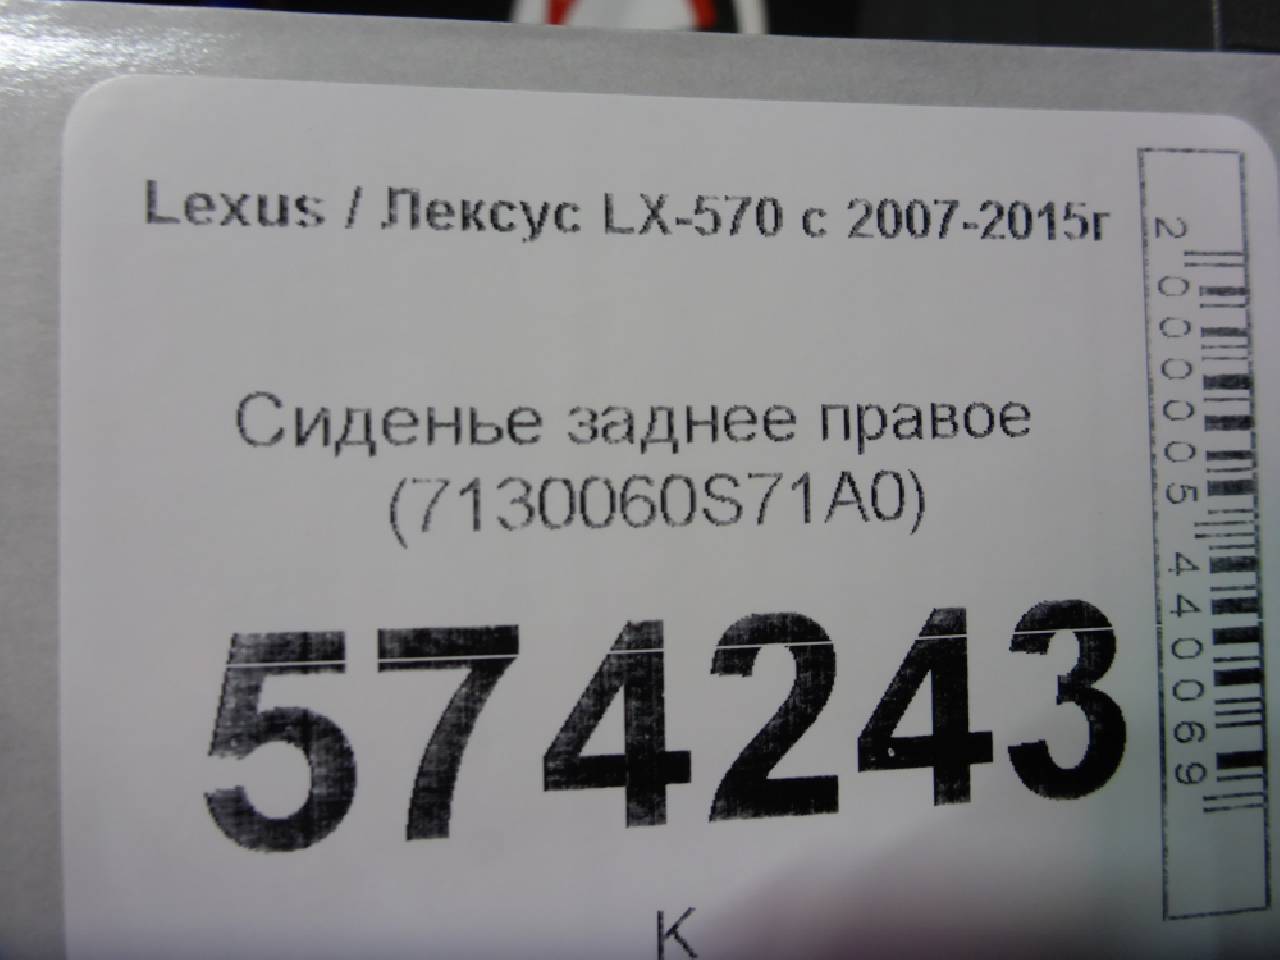 Lexus / Лексус LX-570 с 2007-2015г
Сиденье заднее правое
(7130060S71A0)
574243
К
2000005440069